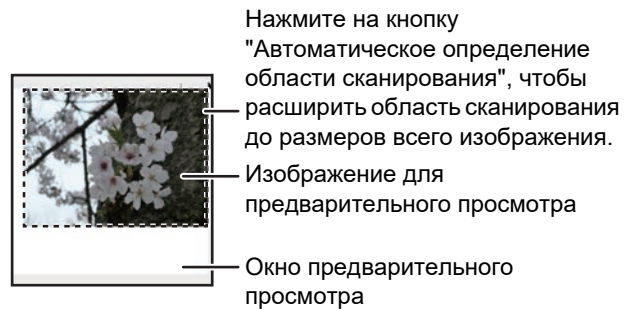 Нажмите на кнопку
"Автоматическое определение
области сканирования", чтобы
расширить область сканирования
до размеров всего изображения.
Изображение для
предварительного просмотра
Окно предварительного
просмотра